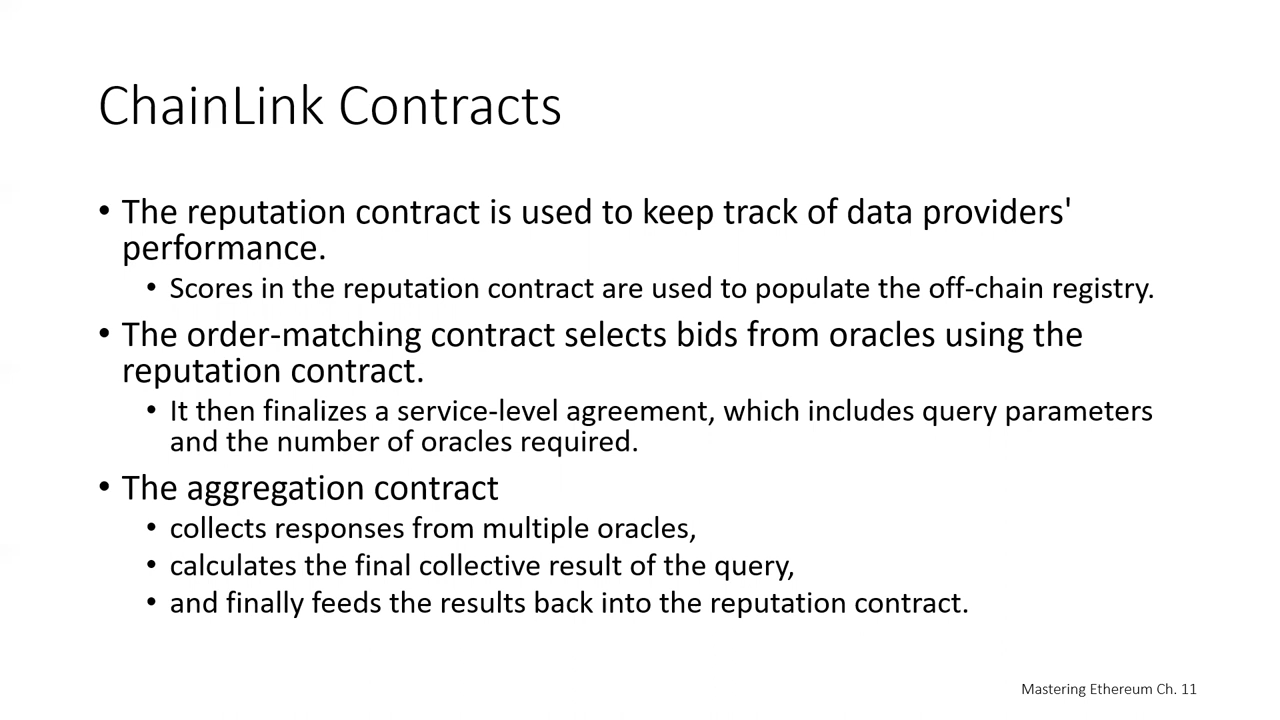 ChainLink Contracts
• The reputation contract is used to keep track of data providers'
performance.
• Scores in the reputation contract are used to populate the off-chain registry.
• The order-matching contract selects bids from oracles using the
reputation contract.
• It then finalizes a service-level agreement, which includes query parameters
and the number of oracles required.
• The aggregation contract
• collects responses from multiple oracles,
• calculates the final collective result of the query,
• and finally feeds the results back into the reputation contract.
Mastering Ethereum Ch. 11